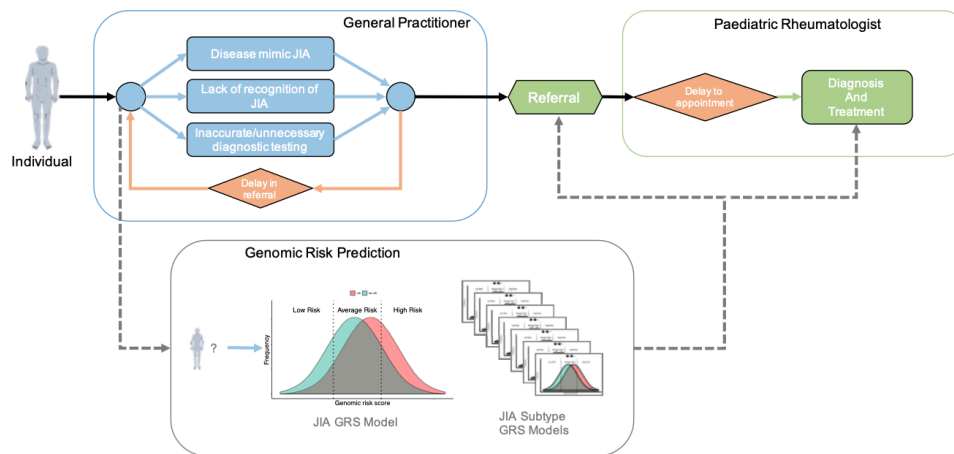 General Practitioner
Paediatric Rheumatologist
Individual
Disease mimic JIA
Lack of recognition of
JIA
Inaccurate/unnecessary
diagnostic testing
Delay in
referral
Referral
Delay to
appointment
Diagnosis
And
Treatment
Genomic Risk Prediction
?
Low Risk
Average Risk
High Risk
Frequency
Genomic risk score
JIA GRS Model
JIA Subtype
GRS Models